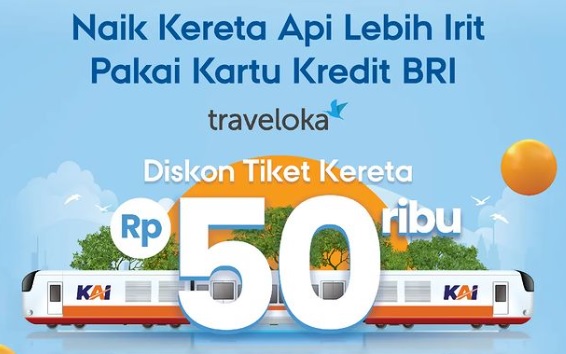 Naik Kereta Api Lebih Irit
Pakai Kartu Kredit BRI
traveloka
Diskon Tiket Kereta
Rp 50 ribu
KAI KAI